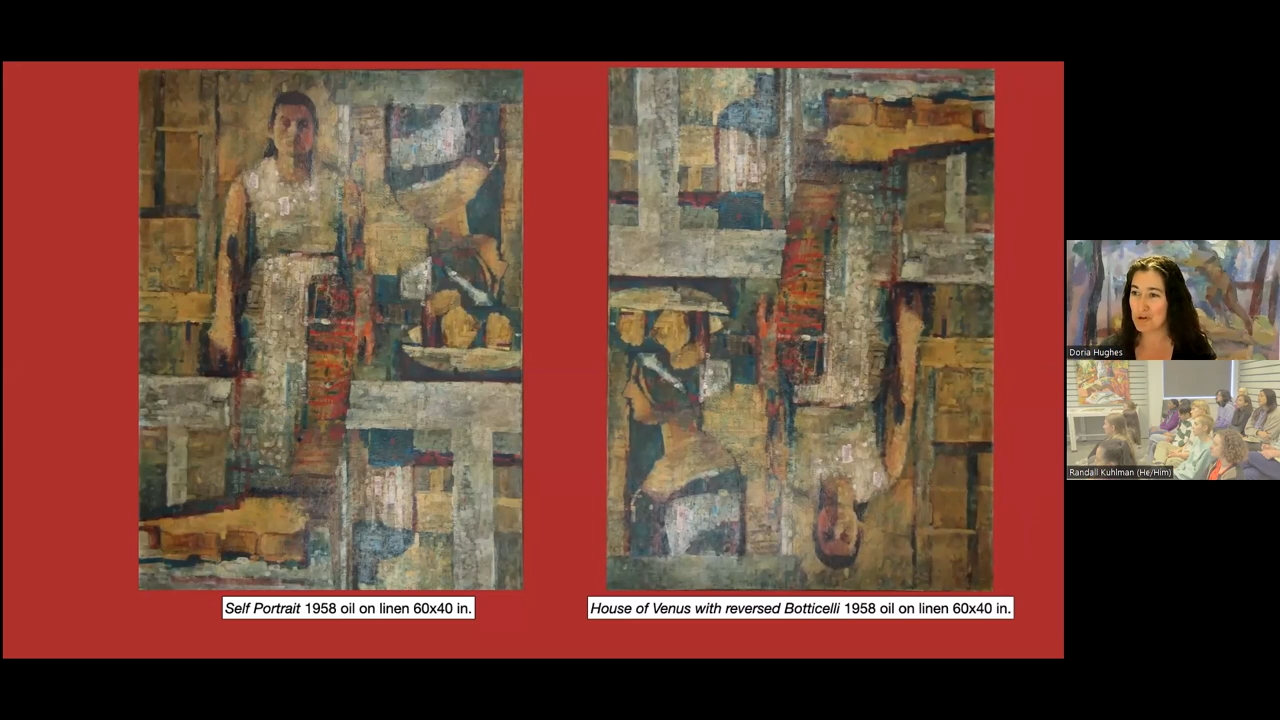 Self Portrait 1958 oil on linen 60x40 in.
House of Venus with reversed Botticelli 1958 oil on linen 60x40 in.
Doria Hughes
Randall Kuhlman (He/Him)